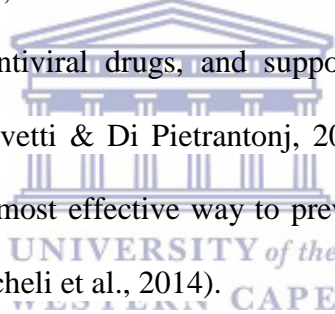 ntiviral drugs, and suppo
vetti & Di Pietrantonj, 20
most effective way to prev
UNIVERSITY of the
cheli et al., 2014).
WESTERN CAPE